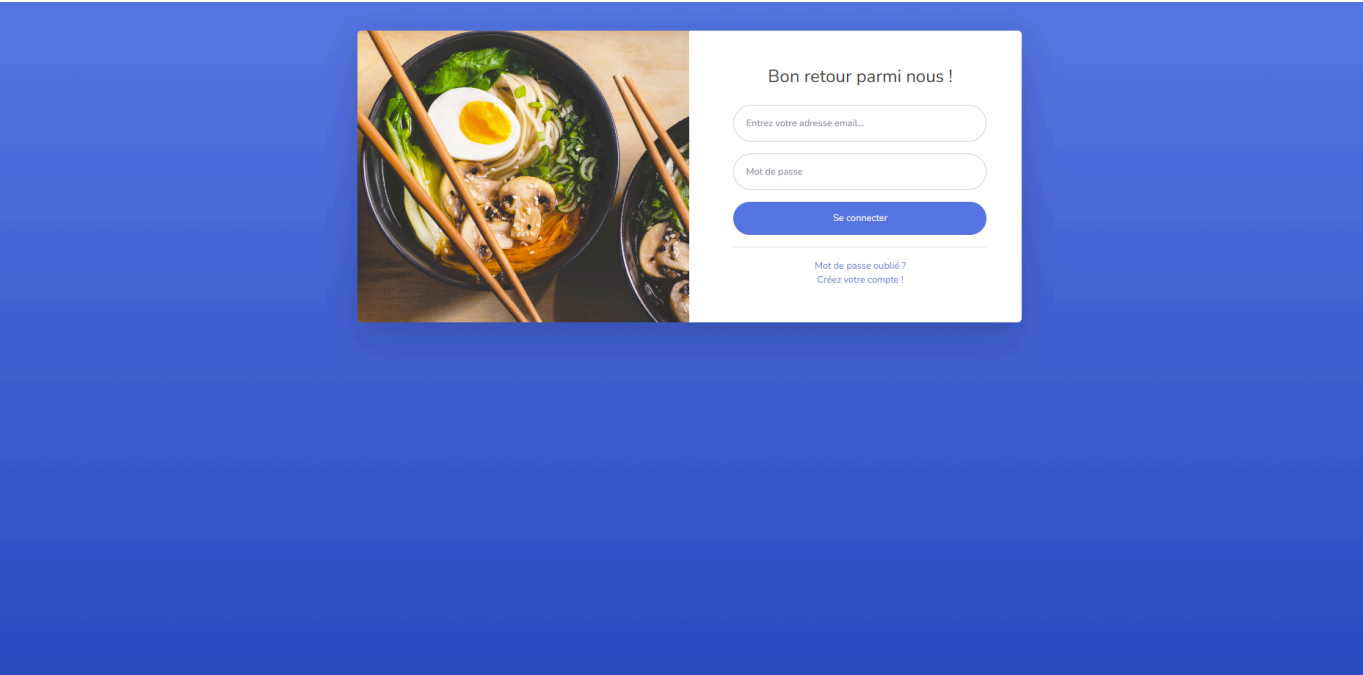 Bon retour parmi nous !
Entrez votre adresse email...
Mot de passe
Se connecter
Mot de passe oublié ?
Créez votre compte !